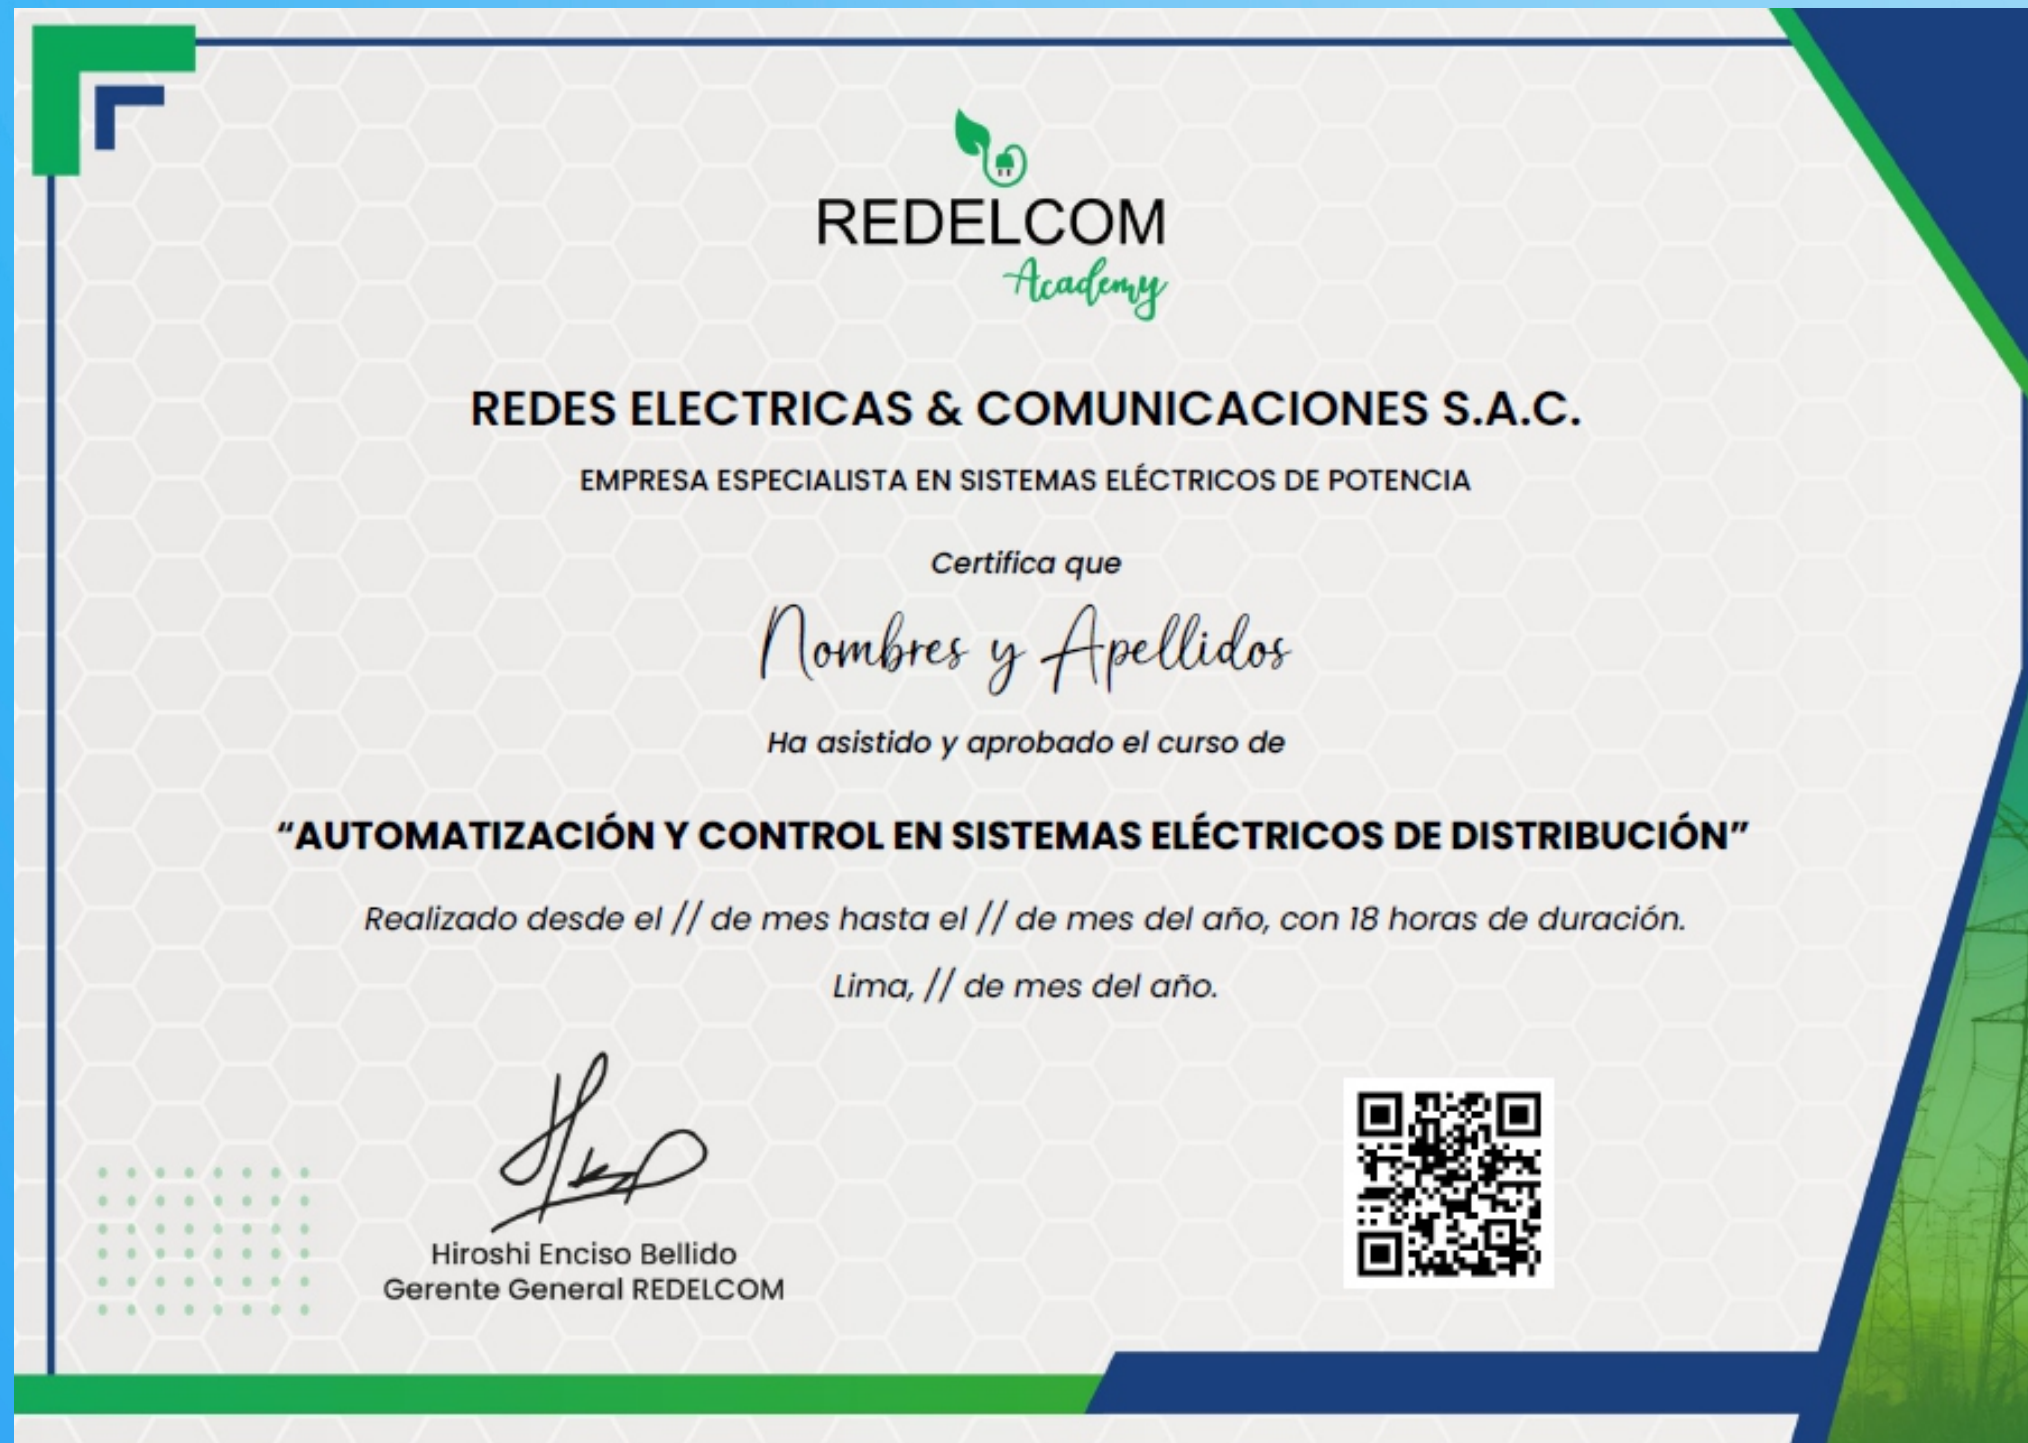 REDELCOM
Academy
REDES ELECTRICAS & COMUNICACIONES S.A.C.
EMPRESA ESPECIALISTA EN SISTEMAS ELÉCTRICOS DE POTENCIA
Certifica que
Nombres y Apellidos
Ha asistido y aprobado el curso de
“AUTOMATIZACIÓN Y CONTROL EN SISTEMAS ELÉCTRICOS DE DISTRIBUCIÓN”
Realizado desde el // de mes hasta el // de mes del año, con 18 horas de duración.
Lima, // de mes del año.
Hiroshi Enciso Bellido
Gerente General REDELCOM